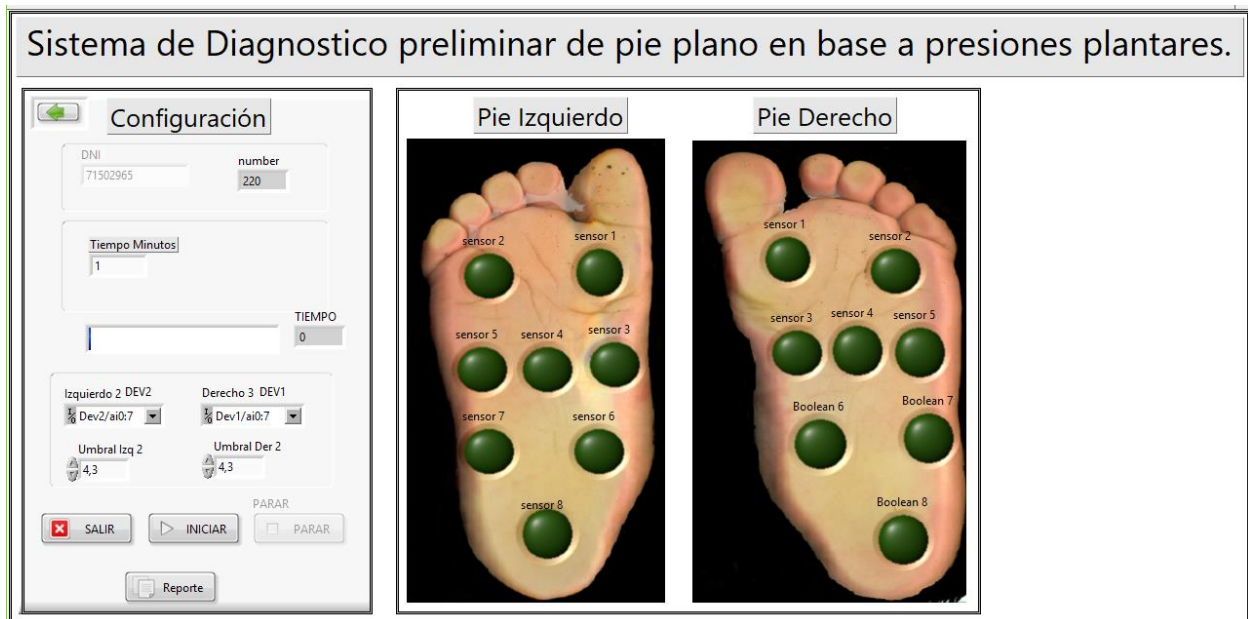 Sistema de Diagnostico preliminar de pie plano en base a presiones plantares.
Configuración
DNI
71502965
number
220
Tiempo Minutos
1
TIEMPO
0
Izquierdo 2 DEV2
Dev2/ai0:7
Derecho 3 DEV1
Dev1/ai0:7
Umbral Izq 2
4,3
Umbral Der 2
4,3
SALIR
INICIAR
PARAR
PARAR
Reporte
Pie Izquierdo
sensor 2
sensor 1
sensor 5
sensor 4
sensor 3
sensor 7
sensor 6
sensor 8
Pie Derecho
sensor 1
sensor 2
sensor 3
sensor 4
sensor 5
Boolean 6
Boolean 7
Boolean 8